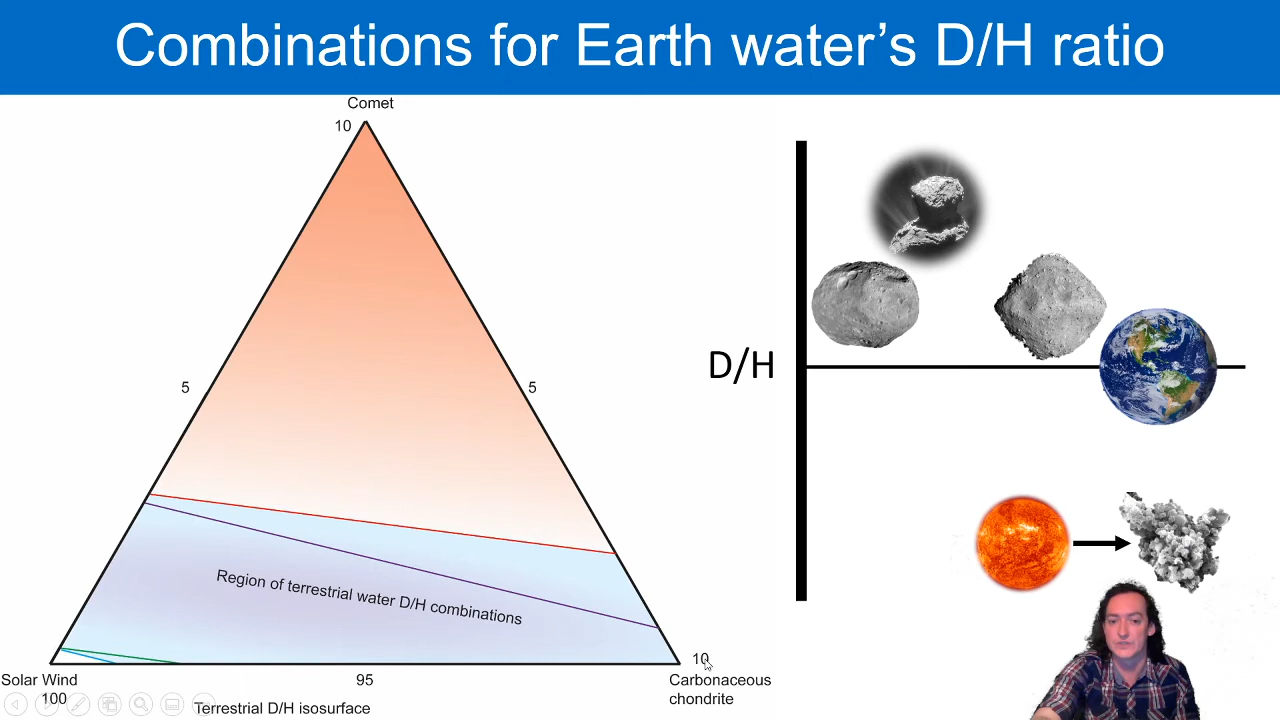 Combinations for Earth water’s D/H ratio
Comet
10
5
5
D/H
Region of terrestrial water D/H combinations
10
Solar Wind
100
95
Carbonaceous
chondrite
Terrestrial D/H isosurface